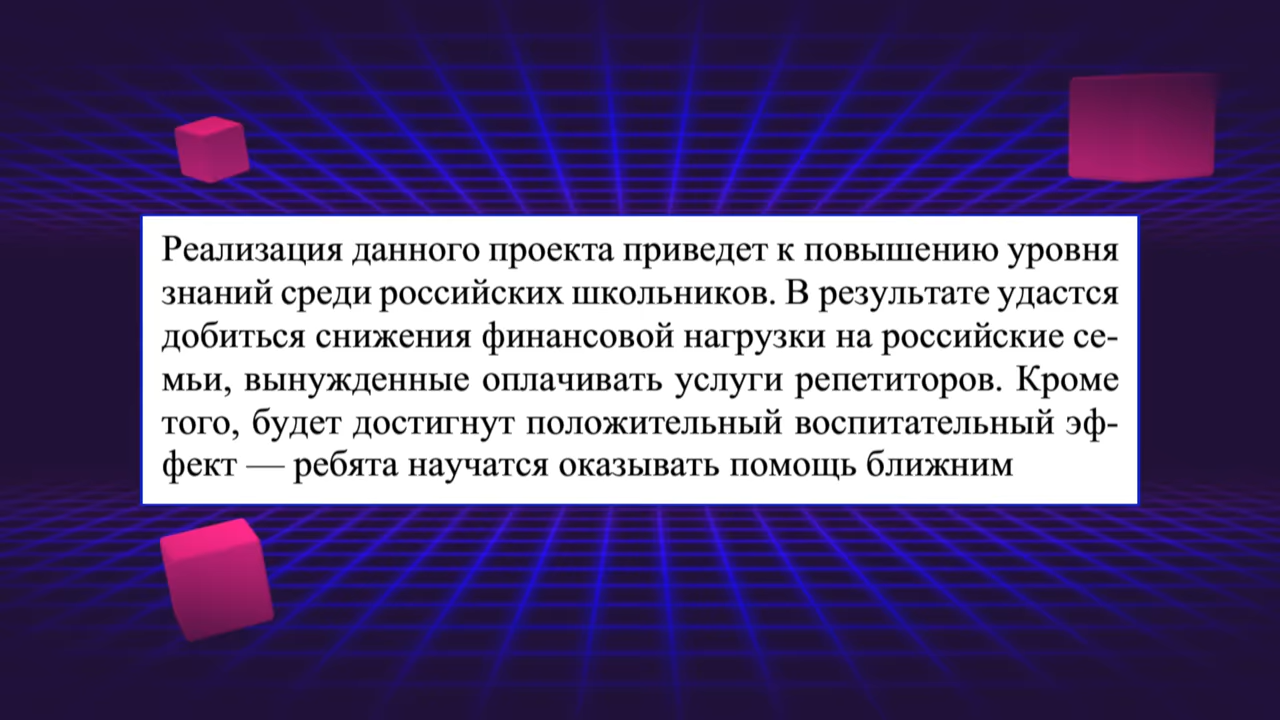 Реализация данного проекта приведет к повышению уровня
знаний среди российских школьников. В результате удастся
добиться снижения финансовой нагрузки на российские се-
мьи, вынужденные оплачивать услуги репетиторов. Кроме
того, будет достигнут положительный воспитательный эф-
фект — ребята научатся оказывать помощь ближним